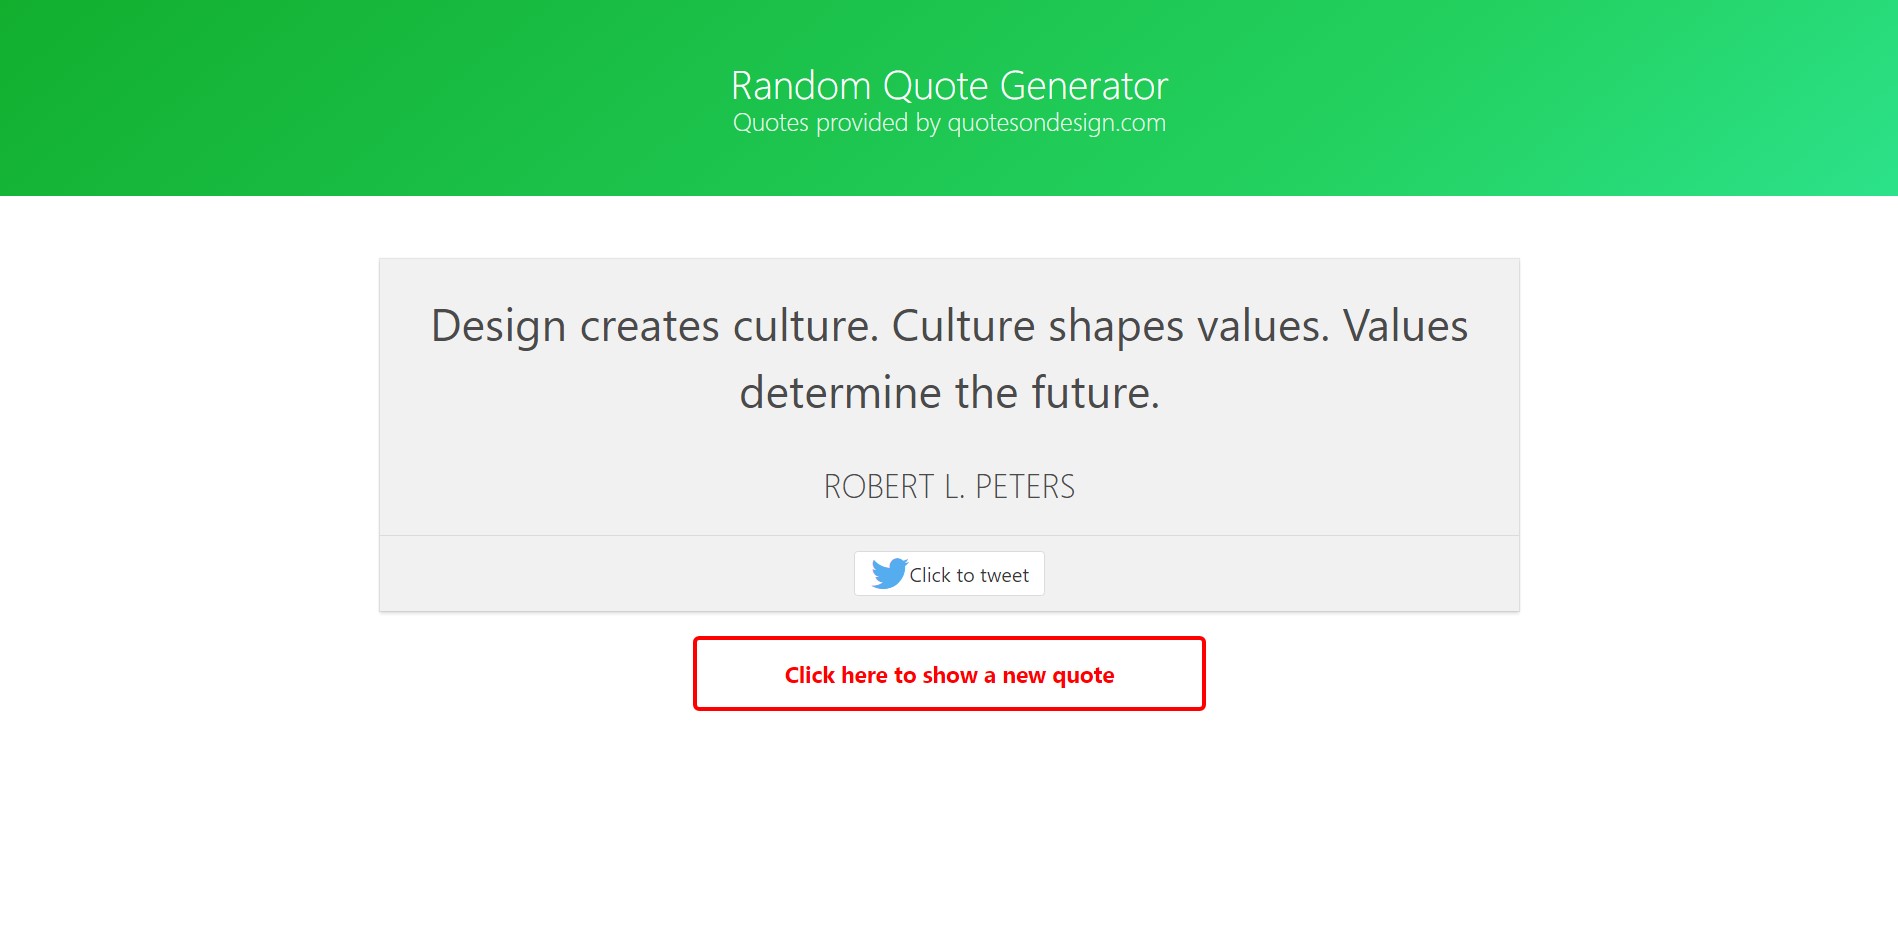 Random Quote Generator
Quotes provided by quotesondesign.com
Design creates culture. Culture shapes values. Values
determine the future.
ROBERT L. PETERS
Click to tweet
Click here to show a new quote